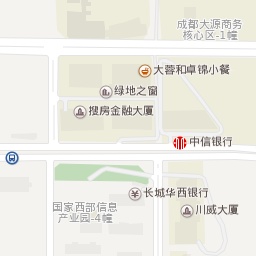 成都大源商务
核心区-1幢
大蓉和卓锦小餐
绿地之窗
搜房金融大厦
中信银行
长城华西银行
国家西部信息
产业园-4幢
川威大厦